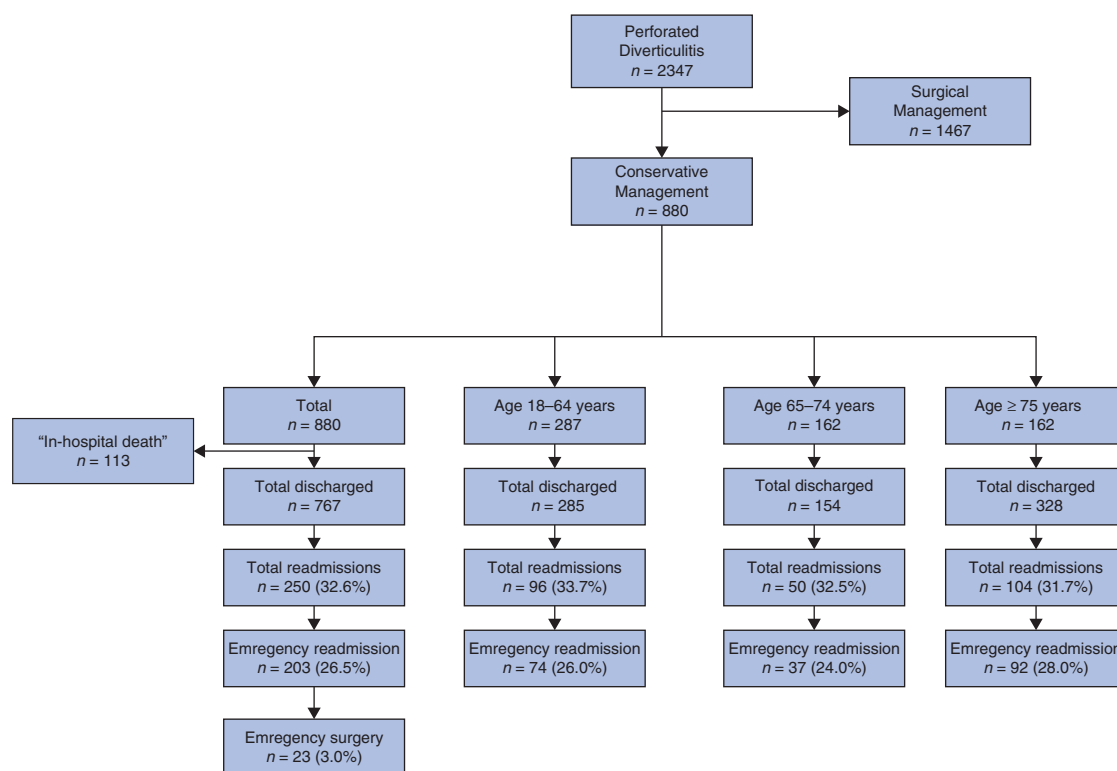 Perforated
Diverticulitis
n = 2347
Surgical
Management
n = 1467
Conservative
Management
n = 880
Total
n = 880
Age 18–64 years
n = 287
Age 65–74 years
n = 162
Age ≥ 75 years
n = 162
“In-hospital death”
n = 113
Total discharged
n = 767
Total discharged
n = 285
Total discharged
n = 154
Total discharged
n = 328
Total readmissions
n = 250 (32.6%)
Total readmissions
n = 96 (33.7%)
Total readmissions
n = 50 (32.5%)
Total readmissions
n = 104 (31.7%)
Emregency readmission
n = 203 (26.5%)
Emregency readmission
n = 74 (26.0%)
Emregency readmission
n = 37 (24.0%)
Emregency readmission
n = 92 (28.0%)
Emregency surgery
n = 23 (3.0%)